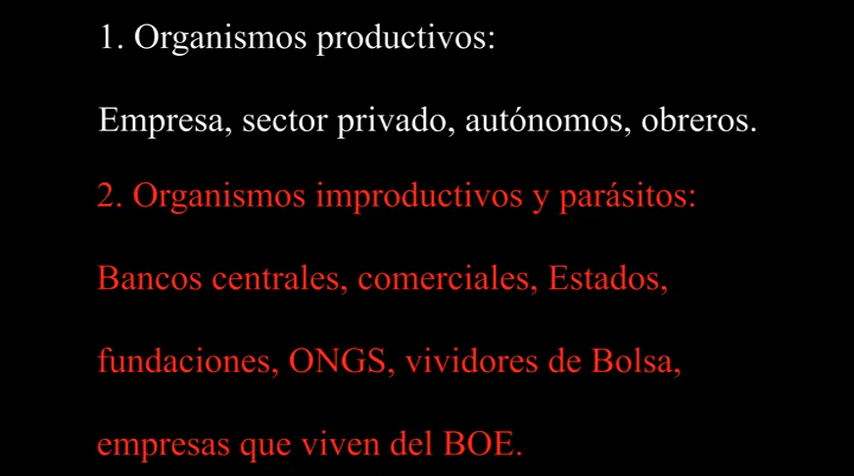 1. Organismos productivos:
Empresa, sector privado, autónomos, obreros.
2. Organismos improductivos y parásitos:
Bancos centrales, comerciales, Estados,
fundaciones, ONGS, vividores de Bolsa,
empresas que viven del BOE.